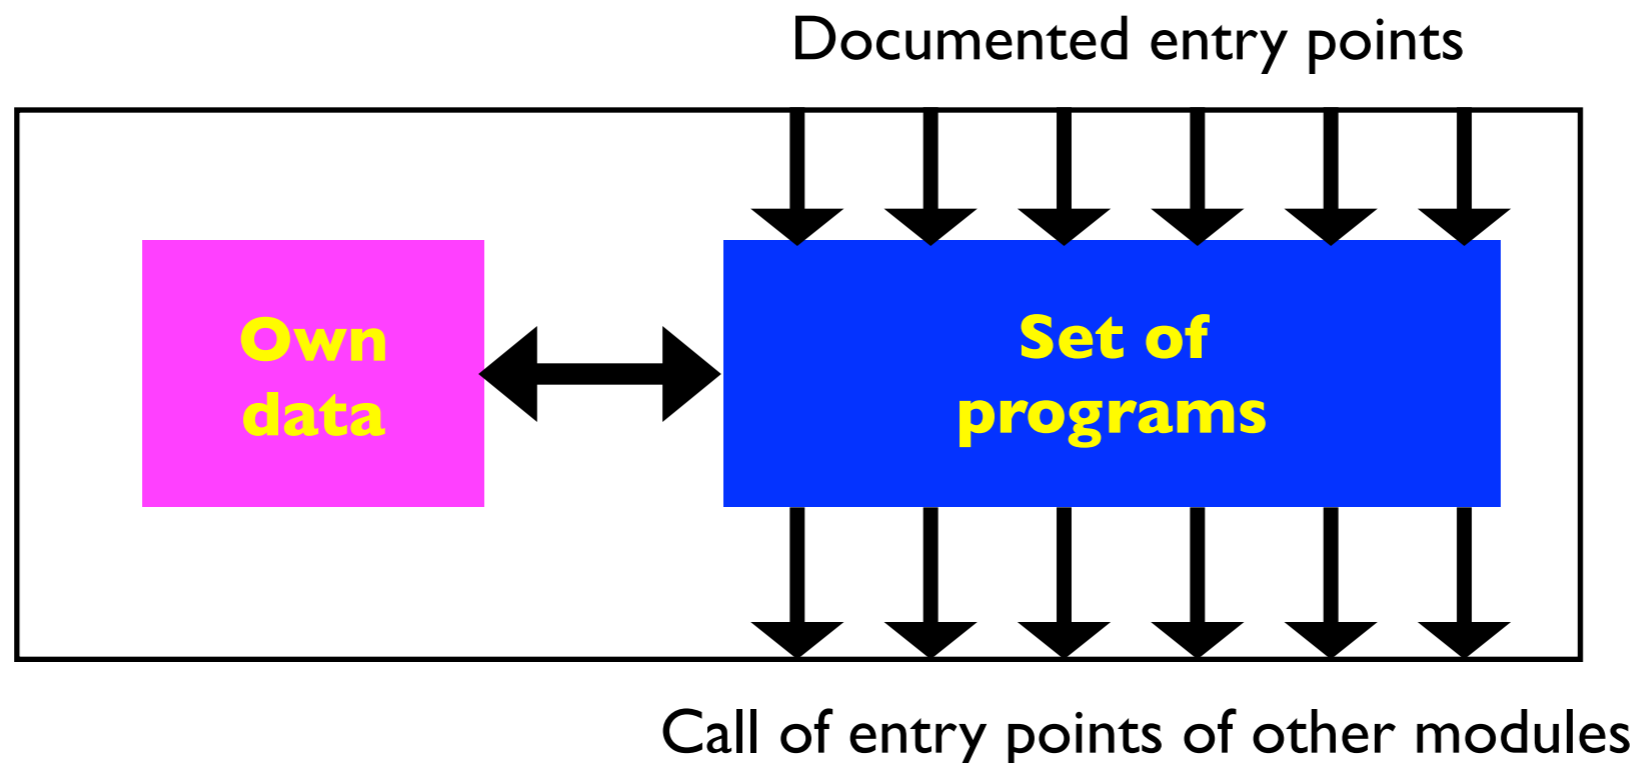 Documented entry points
Own
data
Set of
programs
Call of entry points of other modules